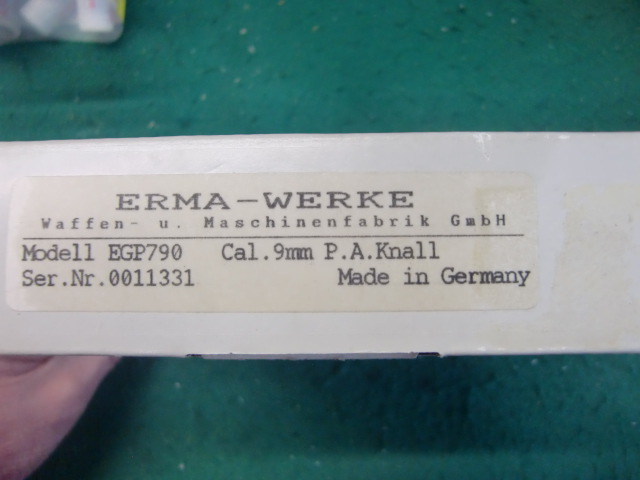 ERMA-WERKE
Waffen- u. Maschinenfabrik GmbH
Modell EGP790 Cal.9mm P.A.Knall
Ser.Nr.0011331 Made in Germany